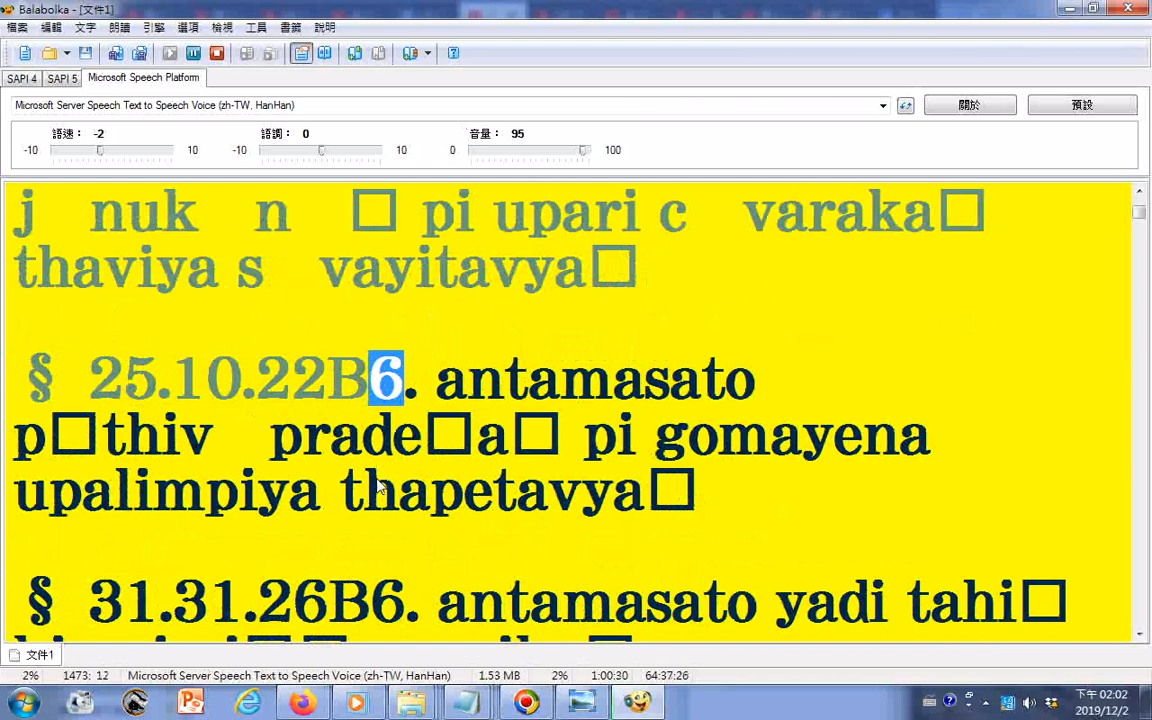 Balabolka - [文件1]
檔案 編輯 文字 朗讀 引擎 選項 檢視 工具 書籤 說明
SAPI 4 SAPI 5 Microsoft Speech Platform
Microsoft Server Speech Text to Speech Voice (zh-TW, HanHan) 關於 預設
語速： -2 語調： 0 音量： 95
-10 10 -10 10 0 100
j nuk n □ pi upari c varaka□
thaviya s vayitavya□
§ 25.10.22B6. antamasato
p□thiv prade□a□ pi gomayena
upalimpiya thapetavya□
§ 31.31.26B6. antamasato yadi tahi□
文件1
2% 1473: 12 Microsoft Server Speech Text to Speech Voice (zh-TW, HanHan) 1.53 MB 2% 1:00:30 64:37:26
下午 02:02
2019/12/2